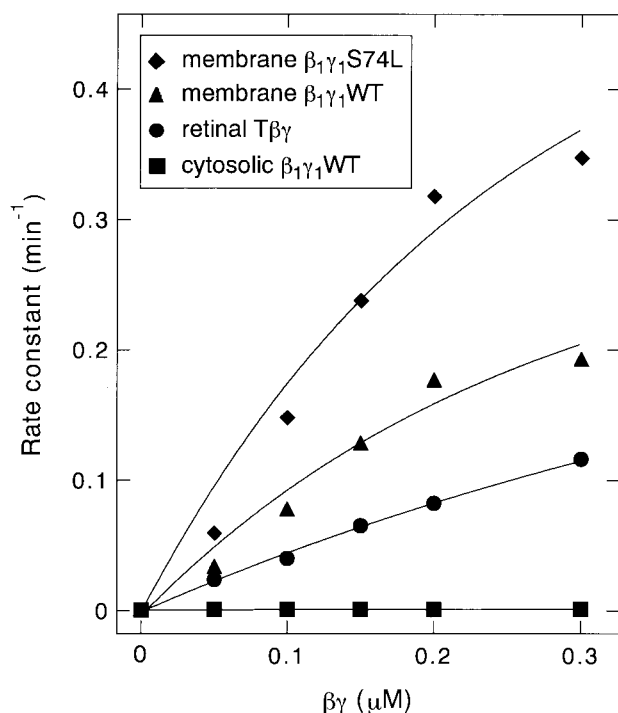 membrane β₁γ₁S74L
membrane β₁γ₁WT
retinal Tβγ
cytosolic β₁γ₁WT
Rate constant (min⁻¹)
0.4
0.3
0.2
0.1
0
0
0.1
0.2
0.3
βγ (μM)